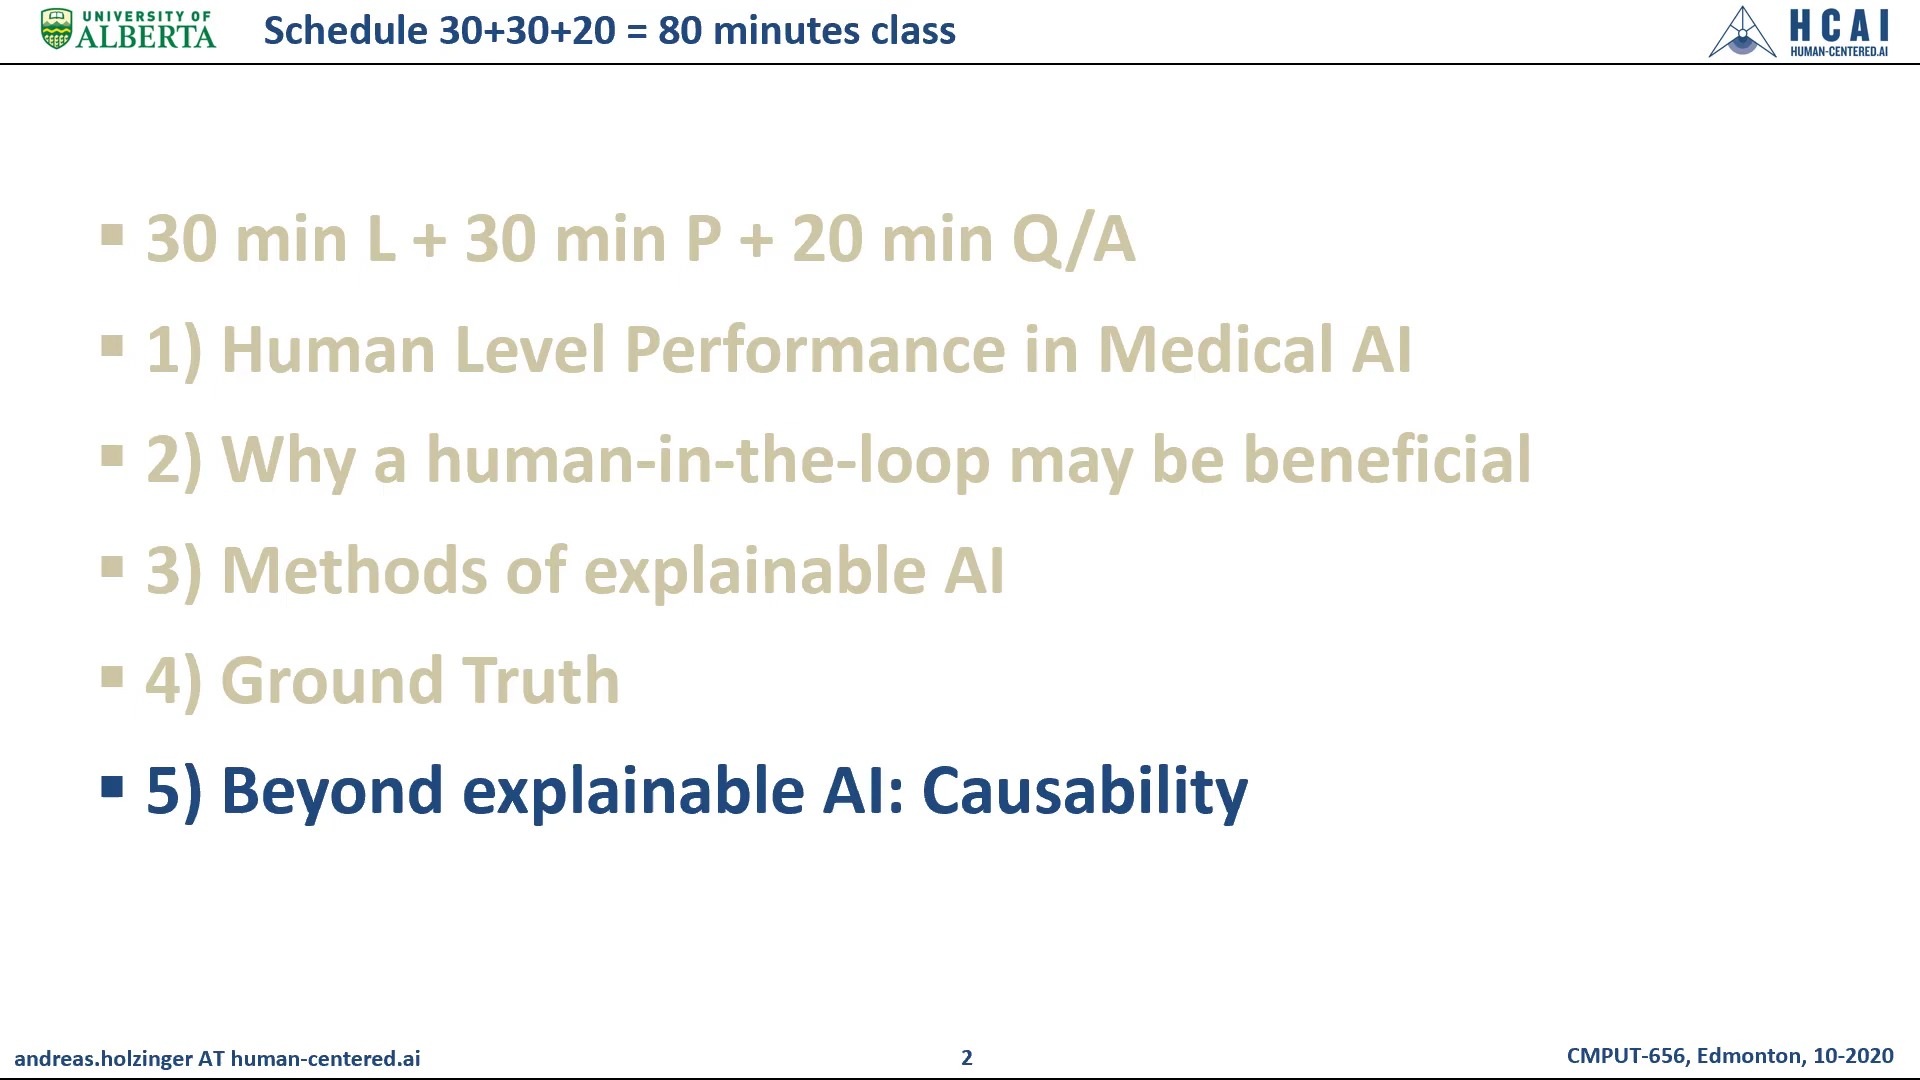 UNIVERSITY OF
ALBERTA
Schedule 30+30+20 = 80 minutes class
HCAI
HUMAN-CENTERED.AI
▪ 30 min L + 30 min P + 20 min Q/A
▪ 1) Human Level Performance in Medical AI
▪ 2) Why a human-in-the-loop may be beneficial
▪ 3) Methods of explainable AI
▪ 4) Ground Truth
▪ 5) Beyond explainable AI: Causability
andreas.holzinger AT human-centered.ai
2
CMPUT-656, Edmonton, 10-2020